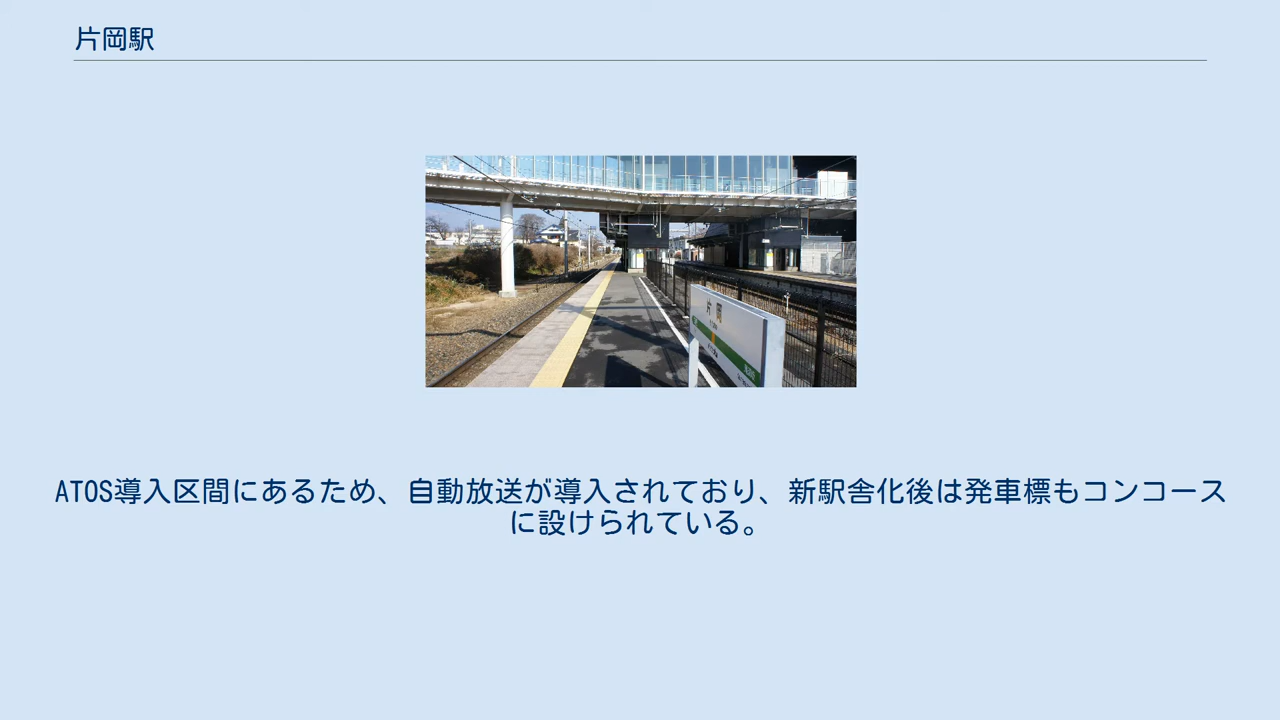 片岡駅
片岡
ATOS導入区間にあるため、自動放送が導入されており、新駅舎化後は発車標もコンコース
に設けられている。